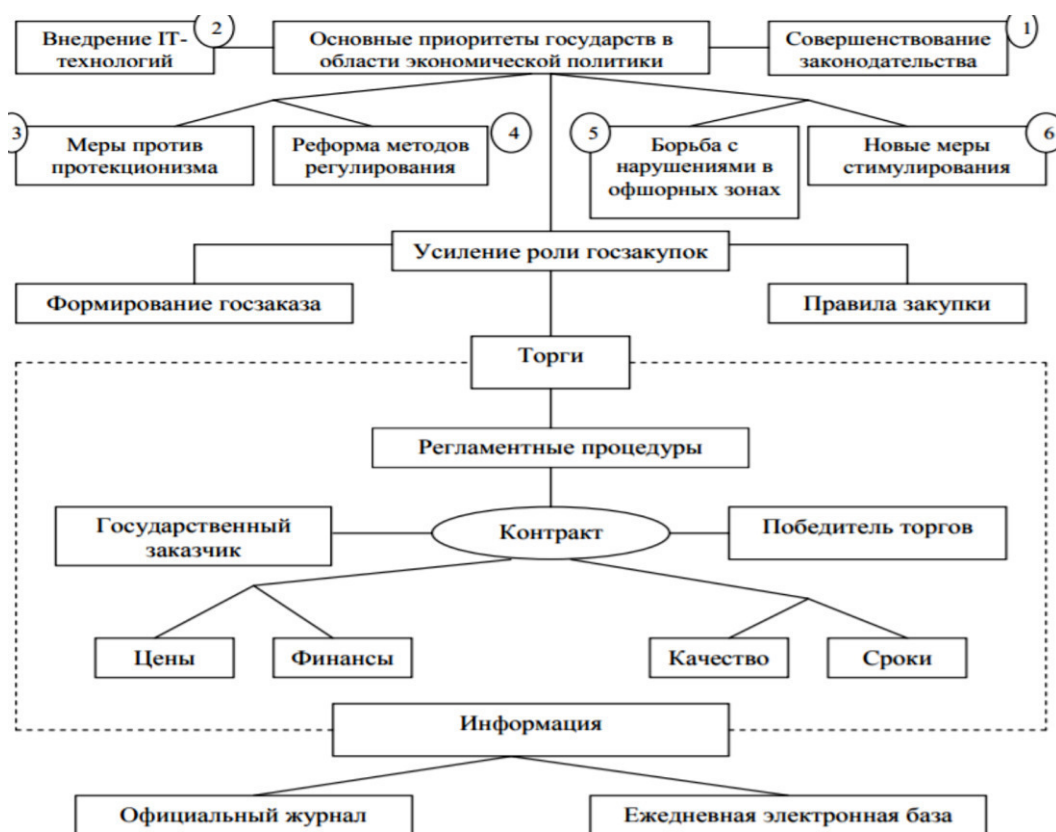 Внедрение IT-
технологий
2
Основные приоритеты государств в
области экономической политики
Совершенствование
законодательства
1
3
Меры против
протекционизма
Реформа методов
регулирования
4
5
Борьба с
нарушениями в
офшорных зонах
Новые меры
стимулирования
6
Усиление роли госзакупок
Формирование госзаказа
Правила закупки
Торги
Регламентные процедуры
Государственный
заказчик
Контракт
Победитель торгов
Цены
Финансы
Качество
Сроки
Информация
Официальный журнал
Ежедневная электронная база